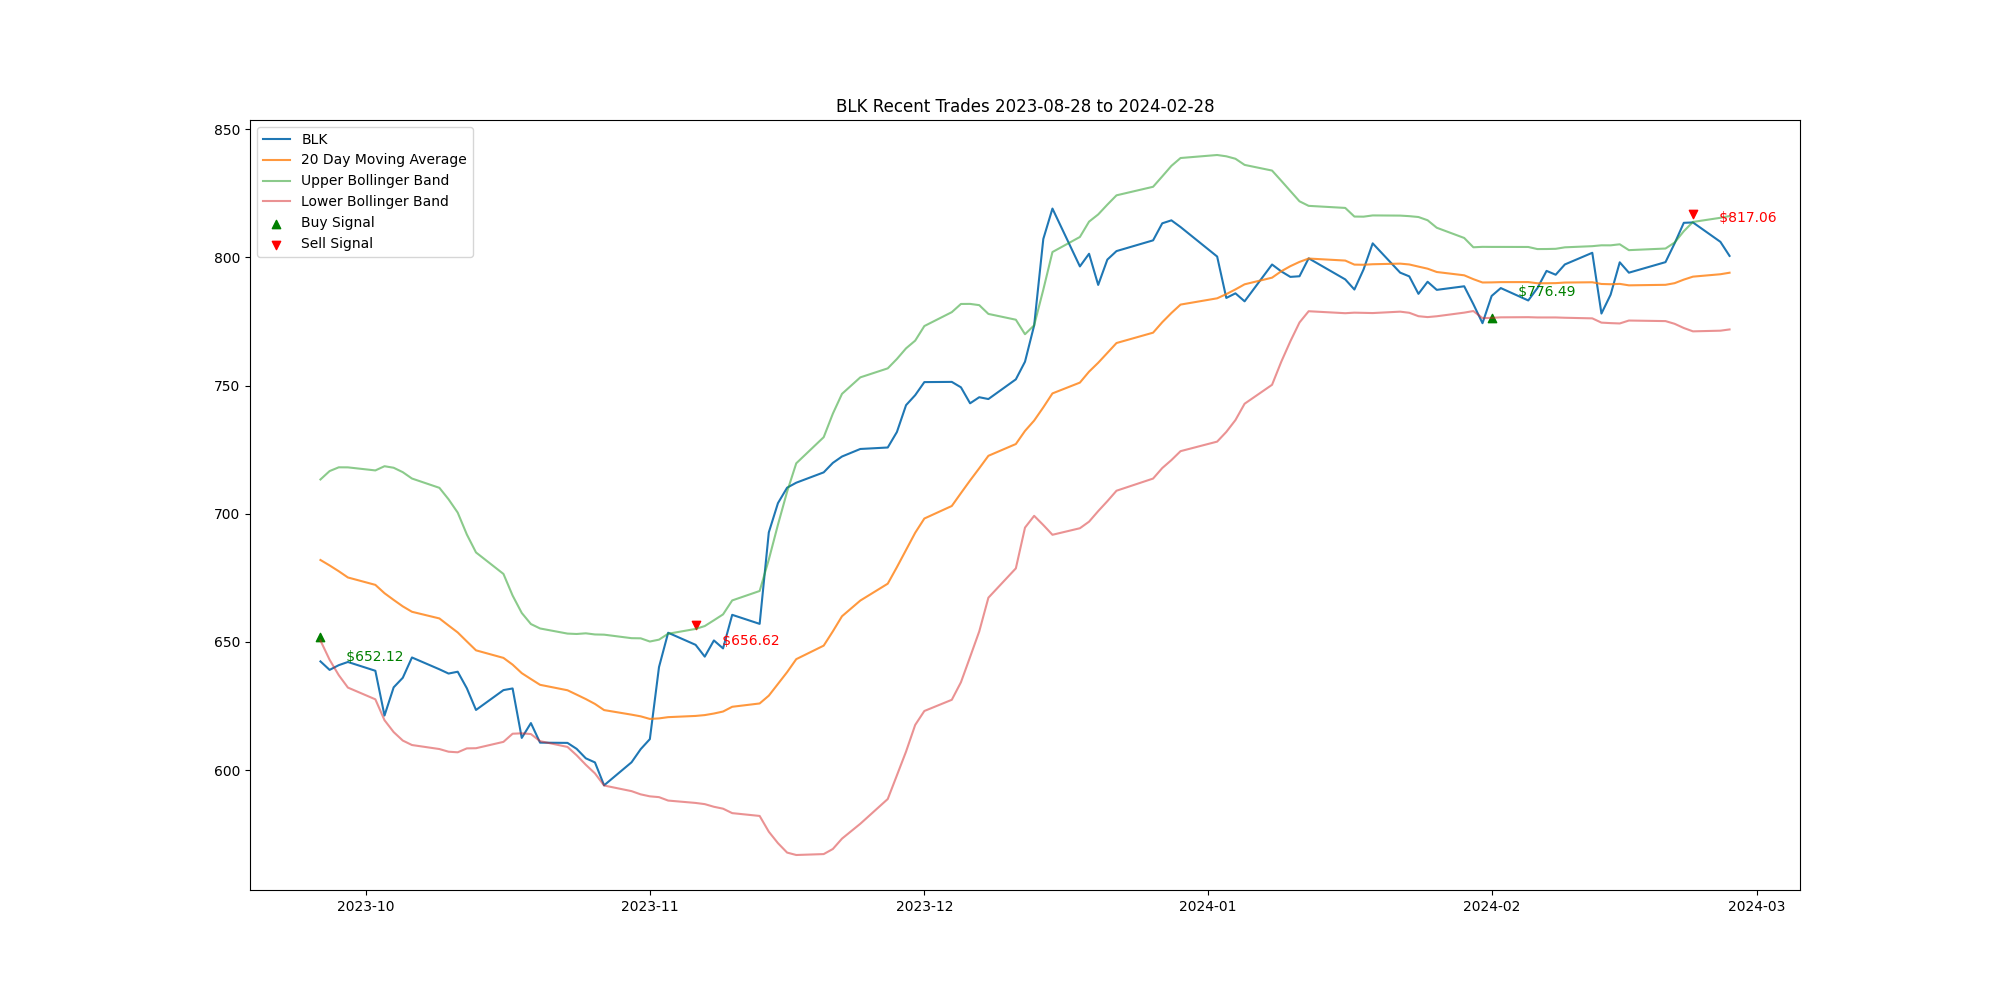 BLK Recent Trades 2023-08-28 to 2024-02-28
850
800
750
700
650
600
BLK
20 Day Moving Average
Upper Bollinger Band
Lower Bollinger Band
Buy Signal
Sell Signal
$817.06
$776.49
$656.62
$652.12
2023-10
2023-11
2023-12
2024-01
2024-02
2024-03